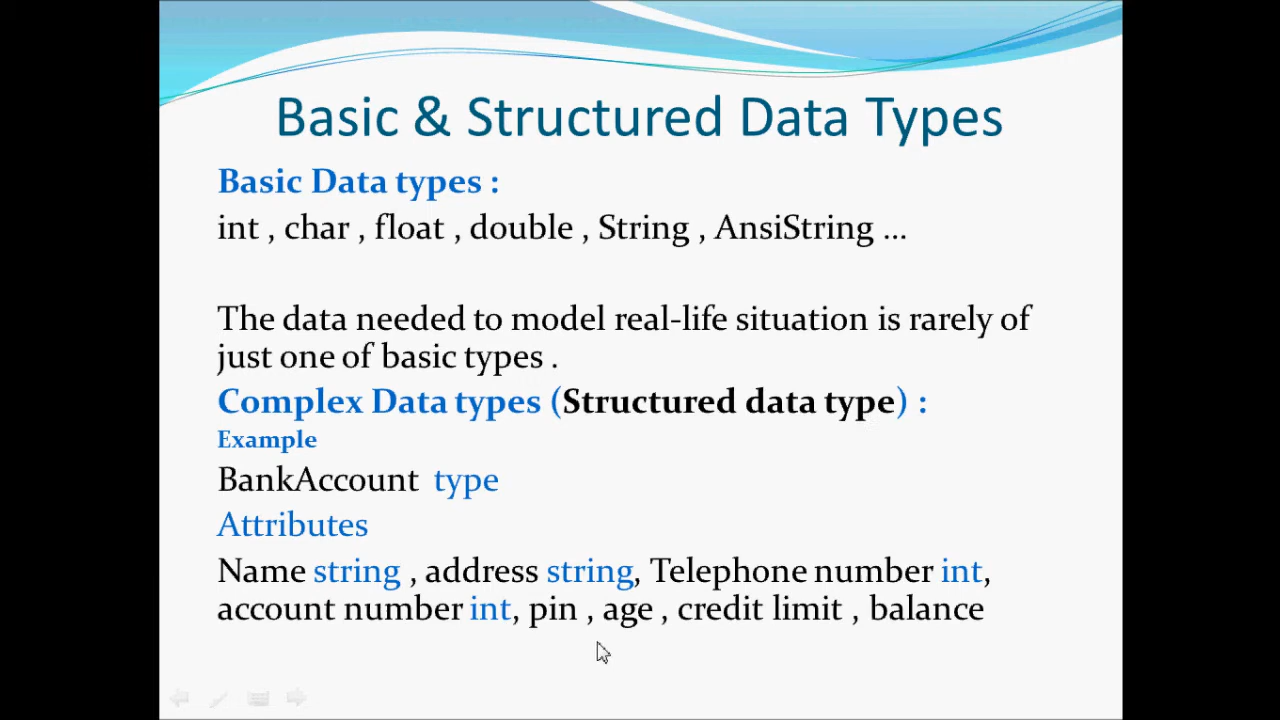 Basic & Structured Data Types
Basic Data types :
int , char , float , double , String , AnsiString ...
The data needed to model real-life situation is rarely of
just one of basic types .
Complex Data types (Structured data type) :
Example
BankAccount type
Attributes
Name string , address string, Telephone number int,
account number int, pin , age , credit limit , balance